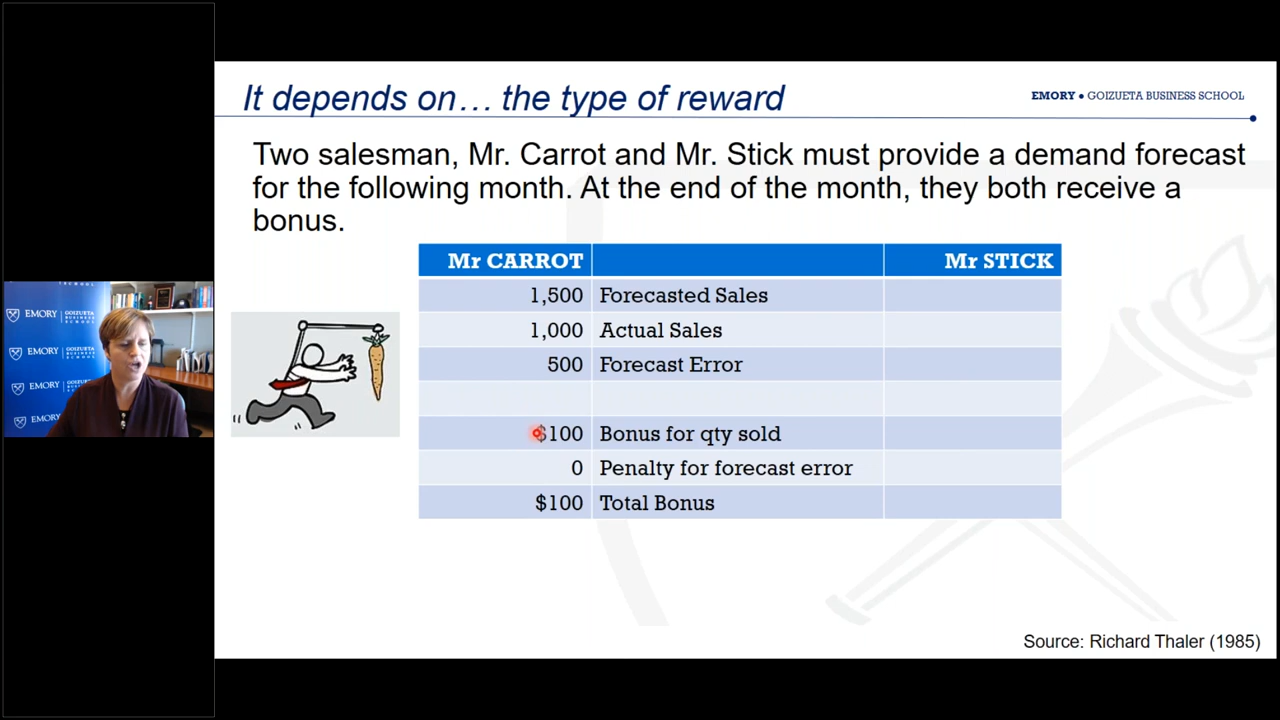 It depends on… the type of reward
EMORY • GOIZUETA BUSINESS SCHOOL
Two salesman, Mr. Carrot and Mr. Stick must provide a demand forecast
for the following month. At the end of the month, they both receive a
bonus.
Mr CARROT Mr STICK
1,500 Forecasted Sales
1,000 Actual Sales
500 Forecast Error
$100 Bonus for qty sold
0 Penalty for forecast error
$100 Total Bonus
Source: Richard Thaler (1985)
EMORY
GOIZUETA
BUSINESS
SCHOOL
EMORY
EMORY
EMORY